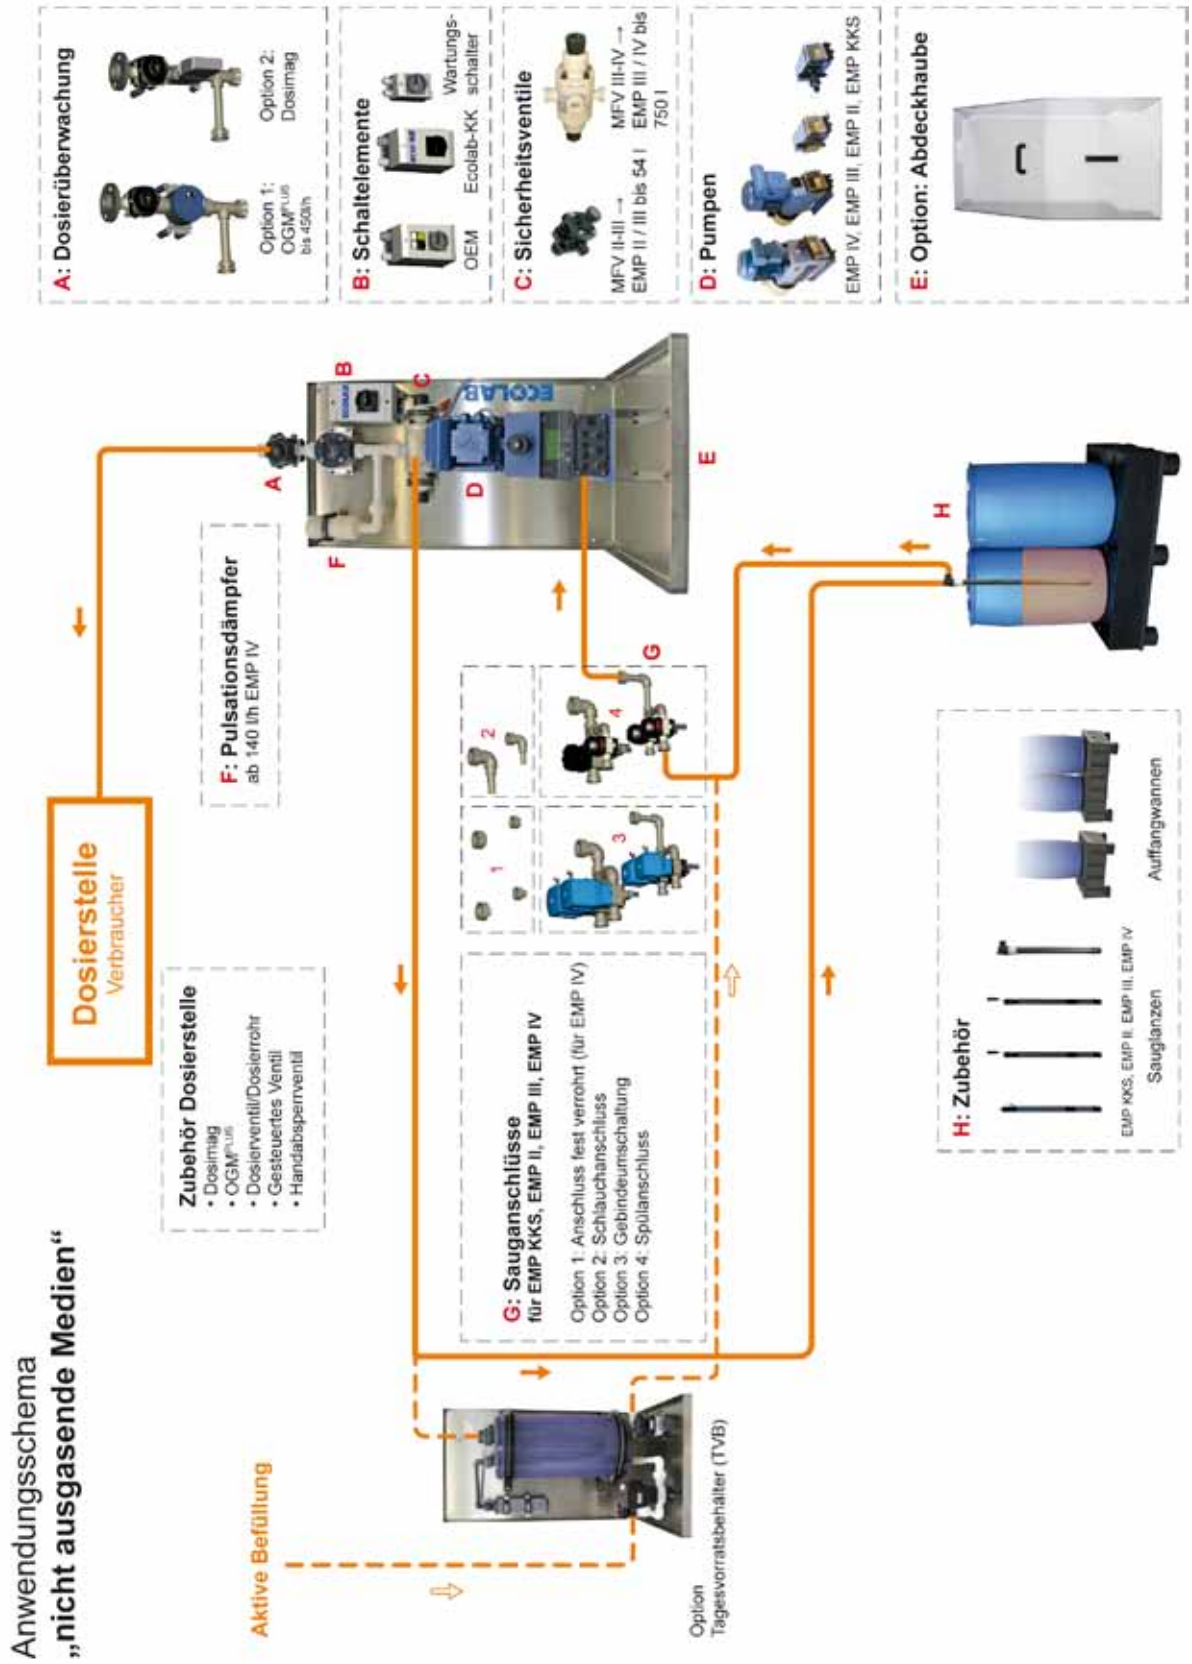 Anwendungsschema
„nicht ausgasende Medien“
Aktive Befüllung
Option
Tagesvorratsbehälter (TVB)
Dosierstelle
Verbraucher
Zubehör Dosierstelle
• Dosimag
• OGMPLUS
• Dosierventil/Dosierrohr
• Gesteuertes Ventil
• Handabsperrventil
F: Pulsationsdämpfer
ab 140 l/h EMP IV
G: Sauganschlüsse
für EMP KKS, EMP II, EMP III, EMP IV
Option 1: Anschluss fest verrohrt (für EMP IV)
Option 2: Schlauchanschluss
Option 3: Gebindeumschaltung
Option 4: Spülanschluss
1
2
3
4
G
A
B
C
D
E
F
ECOLAB
ECOLAB
H
H: Zubehör
EMP KKS, EMP II, EMP III, EMP IV
Sauglanzen
Auffangwannen
A: Dosierüberwachung
Option 1:
OGMPLUS
bis 450l/h
Option 2:
Dosimag
B: Schaltelemente
OEM
Ecolab-KK
Wartungs-
schalter
C: Sicherheitsventile
MFV II-III →
EMP II / III bis 54 l
MFV III-IV →
EMP III / IV bis
750 l
D: Pumpen
EMP IV, EMP III, EMP II, EMP KKS
E: Option: Abdeckhaube